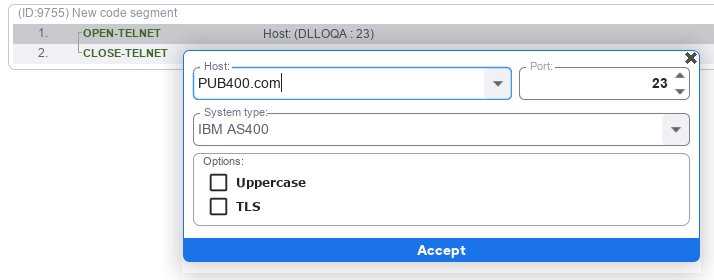 (ID:9755) New code segment
1. OPEN-TELNET Host: (DLLOQA : 23)
2. CLOSE-TELNET
Host: Port:
PUB400.com 23
System type:
IBM AS400
Options:
Uppercase
TLS
Accept